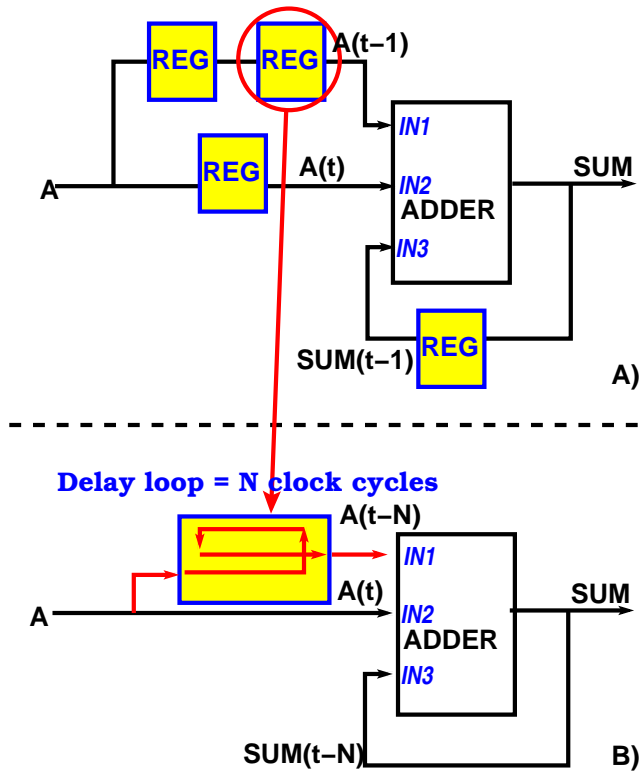 REG
REG
A(t−1)
IN1
SUM
REG
A(t)
A
IN2
ADDER
IN3
REG
SUM(t−1)
A)
Delay loop = N clock cycles
A(t−N)
IN1
A(t)
SUM
A
IN2
ADDER
IN3
SUM(t−N)
B)